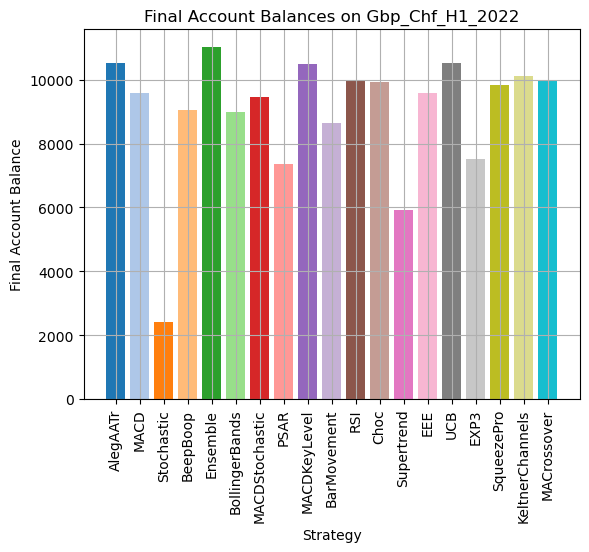 Final Account Balances on Gbp_Chf_H1_2022
Final Account Balance
10000
8000
6000
4000
2000
0
AlegAATr
MACD
Stochastic
BeepBoop
Ensemble
BollingerBands
MACDStochastic
PSAR
MACDKeyLevel
BarMovement
RSI
Choc
Supertrend
EEE
UCB
EXP3
SqueezePro
KeltnerChannels
MACrossover
Strategy